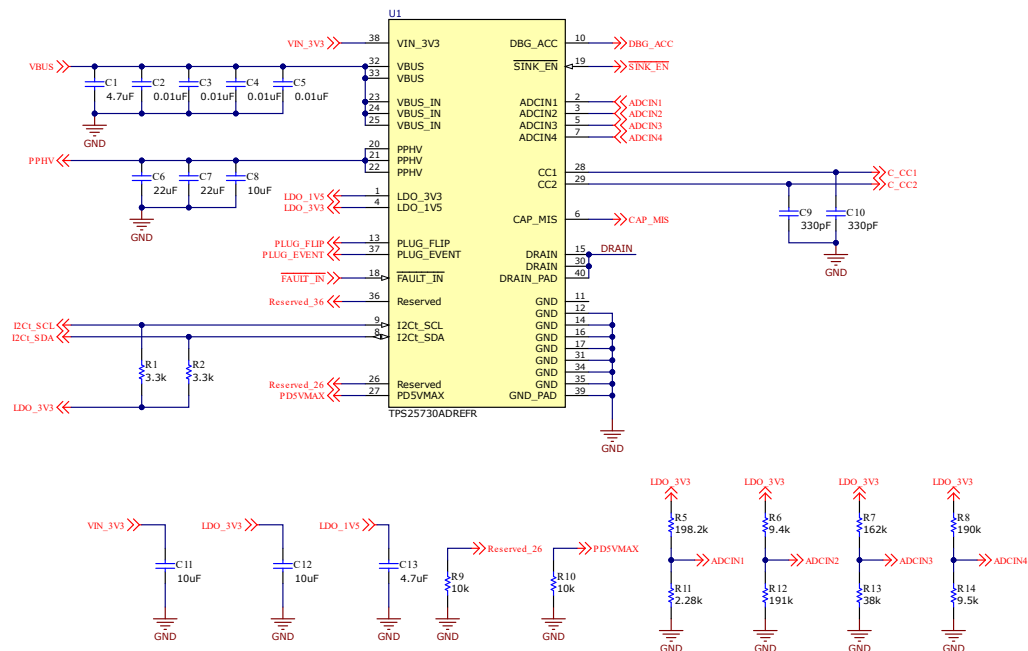 U1
VIN_3V3 38 VIN_3V3 DBG_ACC 10 DBG_ACC
VBUS 32 VBUS SINK_EN 19 SINK_EN
33 VBUS
C1 4.7uF C2 0.01uF C3 0.01uF C4 0.01uF C5 0.01uF
GND
23 VBUS_IN ADCIN1 2 ADCIN1
24 VBUS_IN ADCIN2 3 ADCIN2
25 VBUS_IN ADCIN3 5 ADCIN3
ADCIN4 7 ADCIN4
20 PPHV
PPHV 21 PPHV
22 PPHV CC1 28 C_CC1
CC2 29 C_CC2
C6 22uF C7 22uF C8 10uF
GND
C9 330pF C10 330pF
GND
LDO_1V5 1 LDO_3V3
LDO_3V3 4 LDO_1V5
CAP_MIS 6 CAP_MIS
PLUG_FLIP 13 PLUG_FLIP
PLUG_EVENT 37 PLUG_EVENT
DRAIN 15 DRAIN
DRAIN 30
DRAIN_PAD 40
FAULT_IN 18 FAULT_IN
Reserved_36 36 Reserved
GND 11
GND 12
GND 14
GND 16
GND 17
GND 31
GND 34
GND 35
GND_PAD 39
GND
I2Ct_SCL 9 I2Ct_SCL
I2Ct_SDA 8 I2Ct_SDA
R1 3.3k R2 3.3k
LDO_3V3
Reserved_26 26 Reserved
PD5VMAX 27 PD5VMAX
TPS25730ADREFR
VIN_3V3 C11 10uF GND
LDO_3V3 C12 10uF GND
LDO_1V5 C13 4.7uF GND
Reserved_26 R9 10k GND
PD5VMAX R10 10k GND
LDO_3V3 R5 198.2k ADCIN1 R11 2.28k GND
LDO_3V3 R6 9.4k ADCIN2 R12 191k GND
LDO_3V3 R7 162k ADCIN3 R13 38k GND
LDO_3V3 R8 190k ADCIN4 R14 9.5k GND